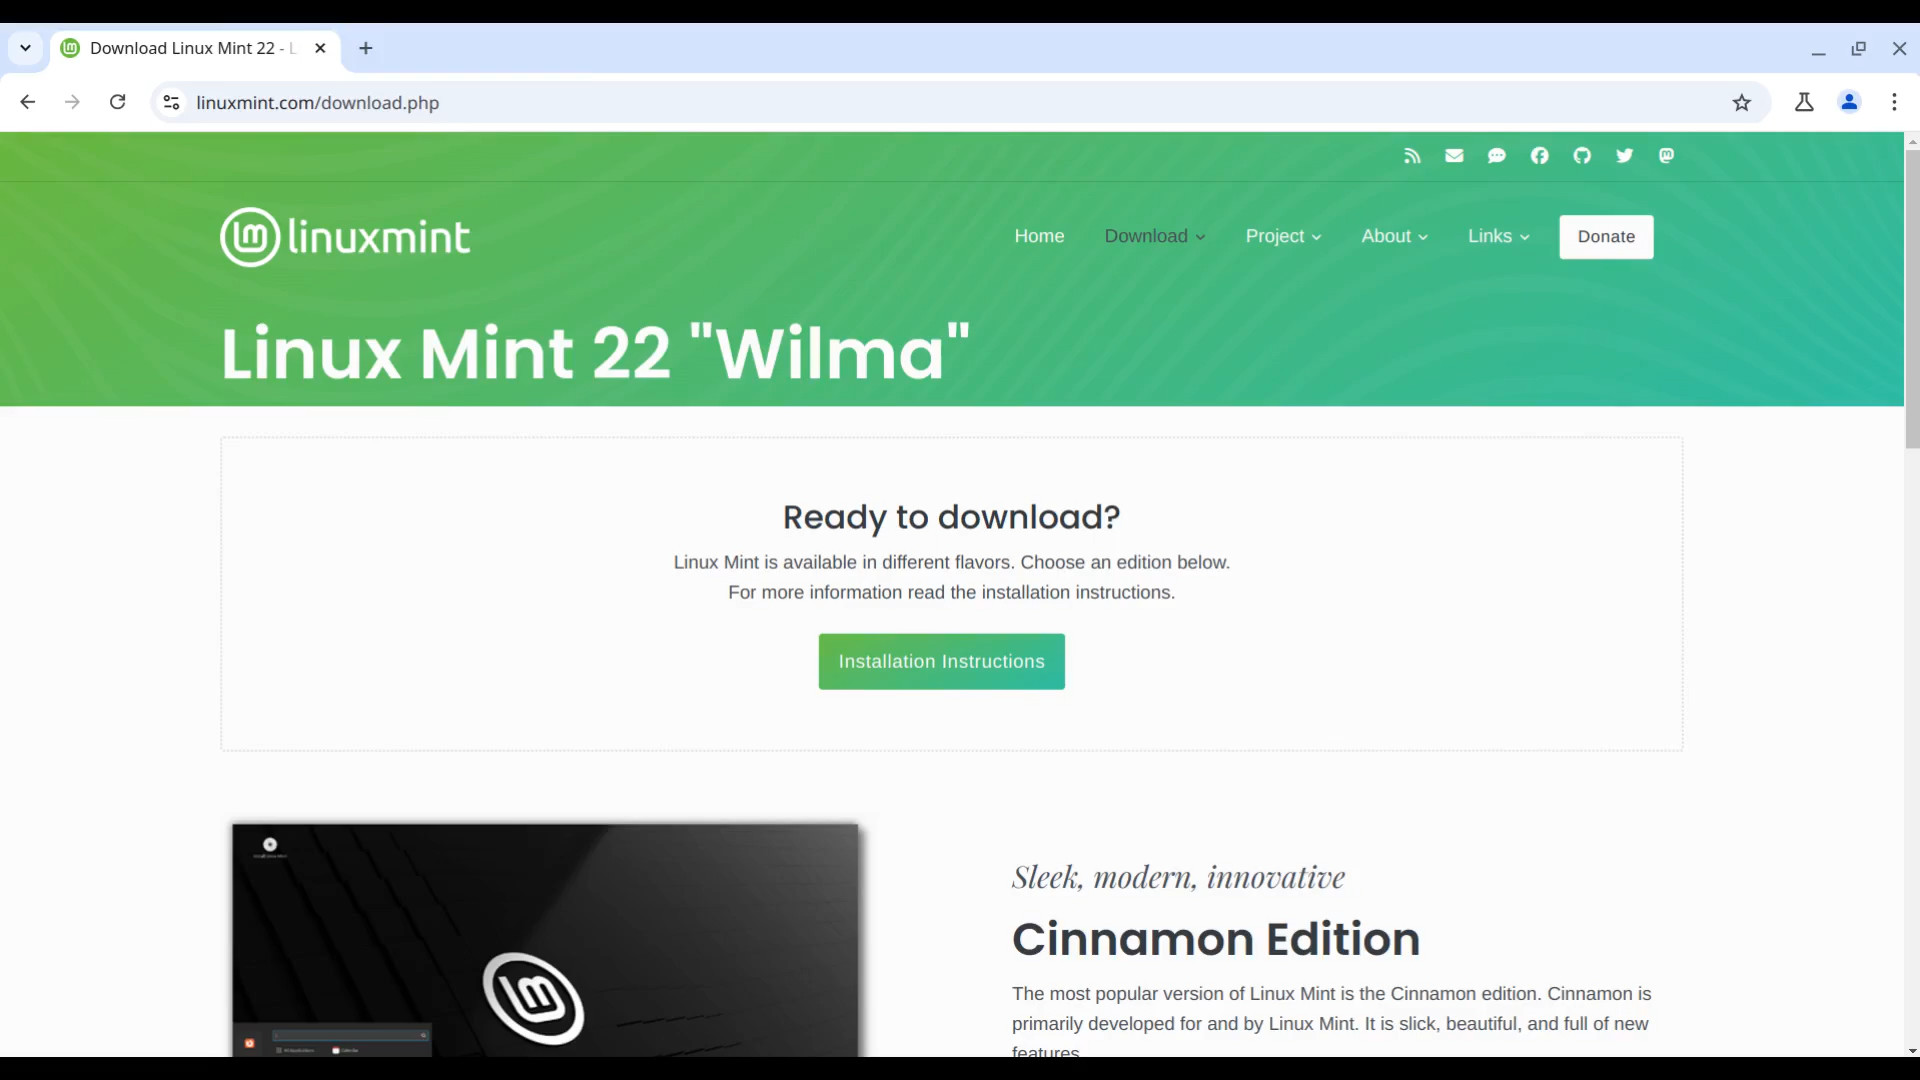 Download Linux Mint 22 - L
linuxmint.com/download.php
linuxmint
Home
Download
Project
About
Links
Donate
Linux Mint 22 "Wilma"
Ready to download?
Linux Mint is available in different flavors. Choose an edition below.
For more information read the installation instructions.
Installation Instructions
Sleek, modern, innovative
Cinnamon Edition
The most popular version of Linux Mint is the Cinnamon edition. Cinnamon is
primarily developed for and by Linux Mint. It is slick, beautiful, and full of new
features.